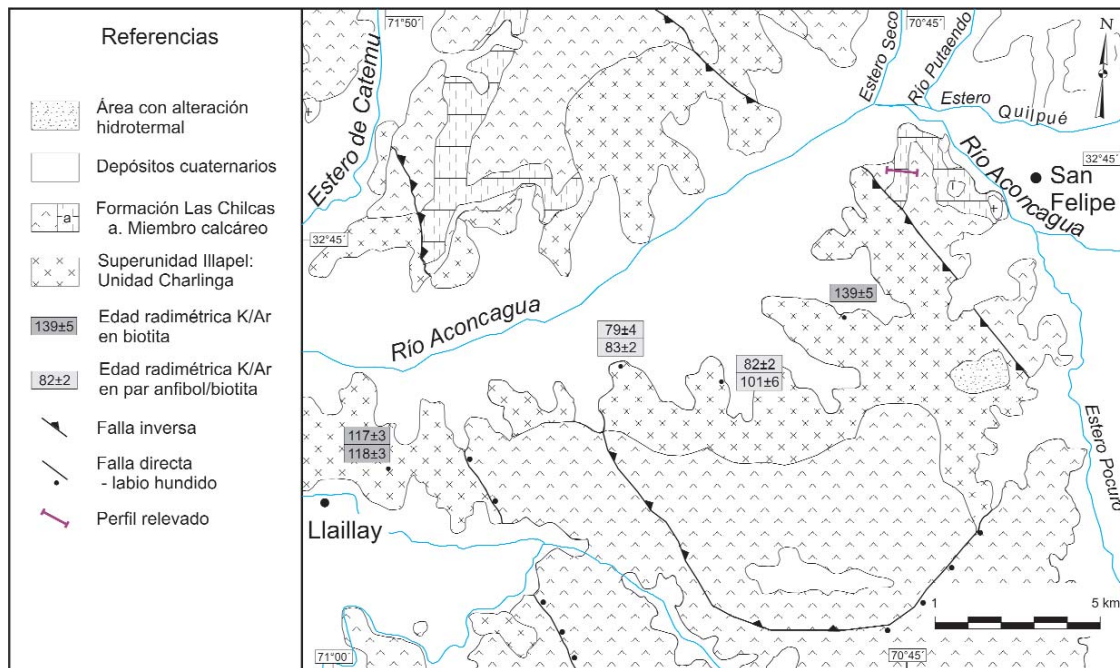 Referencias
Área con alteración
hidrotermal
Depósitos cuaternarios
Formación Las Chilcas
a. Miembro calcáreo
a
Superunidad Illapel:
Unidad Charlinga
139±5
Edad radimétrica K/Ar
en biotita
82±2
Edad radimétrica K/Ar
en par anfibol/biotita
Falla inversa
Falla directa
- labio hundido
Perfil relevado
71°50´
70°45´
N
Estero de Catemu
Estero Seco
Río Putaendo
Estero
Quilpué
32°45´
Río Aconcagua
San
Felipe
32°45´
Río Aconcagua
139±5
79±4
83±2
82±2
101±6
117±3
118±3
Estero Pocuro
Llaillay
1
5 km
71°00´
70°45´